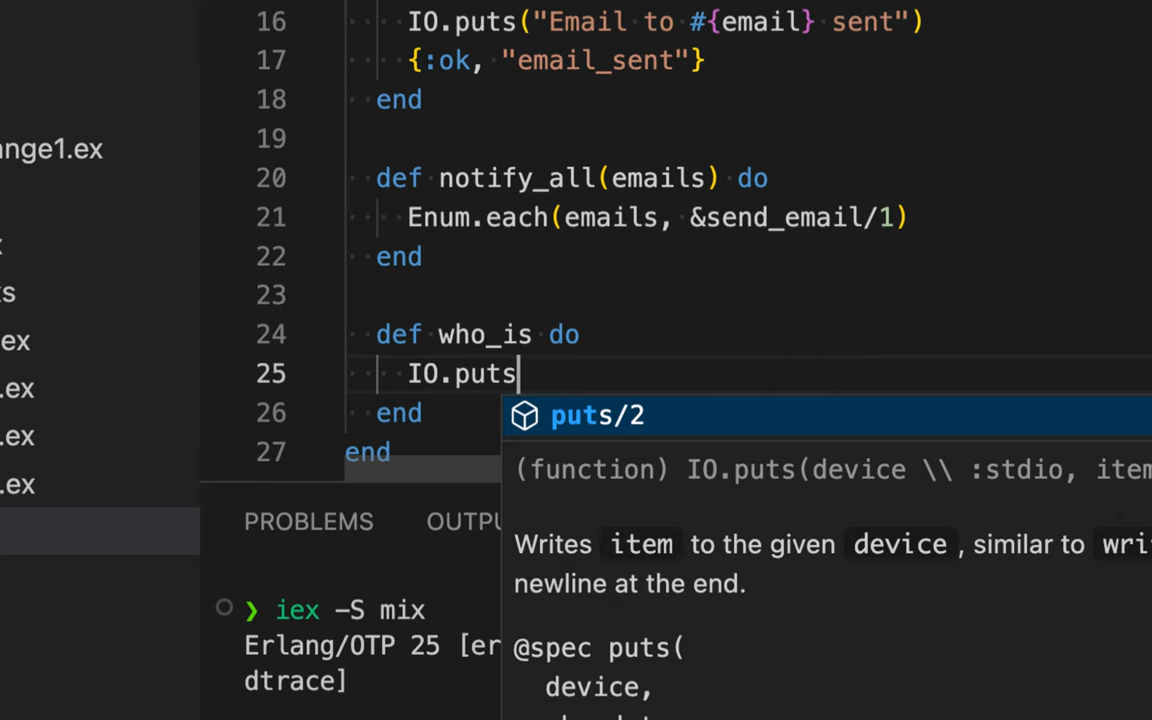 16 IO.puts("Email to #{email} sent")
17 {:ok, "email_sent"}
18 end
19
20 def notify_all(emails) do
21 Enum.each(emails, &send_email/1)
22 end
23
24 def who_is do
25 IO.puts
26 end
27 end
ange1.ex
s
.ex
.ex
.ex
.ex
puts/2
(function) IO.puts(device \\ :stdio, item
Writes item to the given device, similar to wri
newline at the end.
@spec puts(
device,
PROBLEMS OUTPU
❯ iex -S mix
Erlang/OTP 25 [er
dtrace]